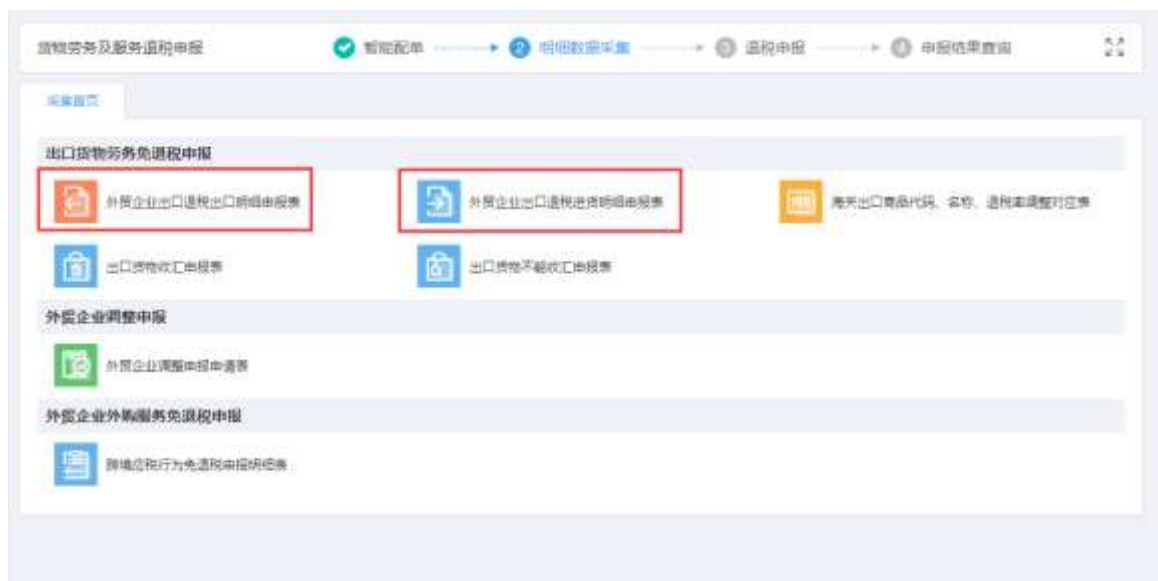 货物劳务及服务退税申报
智能配单
2 明细数据采集
3 退税申报
4 申报结果查询
采集首页
出口货物劳务免退税申报
外贸企业出口退税出口明细申报表
外贸企业出口退税进货明细申报表
海关出口商品代码、名称、退税率调整对应表
出口货物收汇申报表
出口货物不能收汇申报表
外贸企业调整申报
外贸企业调整申报申请表
外贸企业外购服务免退税申报
跨境应税行为免退税申报明细表